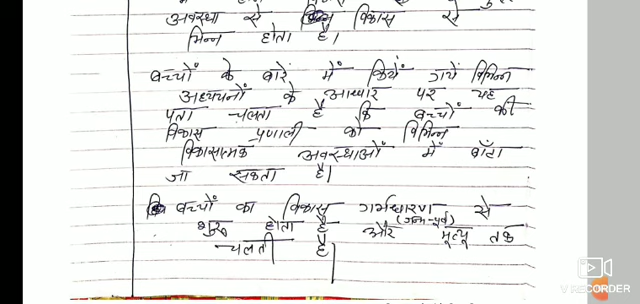 अवस्था से विकास से
भिन्न होता है।
बच्चों के बारे में किये गये विभिन्न
अध्ययनों के आधार पर यह
पता चलता है कि बच्चों की
विकास प्रणाली को विभिन्न
विकासात्मक अवस्थाओं में बाँटा
जा सकता है।
बच्चों का विकास गर्भधारण से
(जन्म-पूर्व)
शुरू होता है और मृत्यू तक
चलती है
V RECORDER